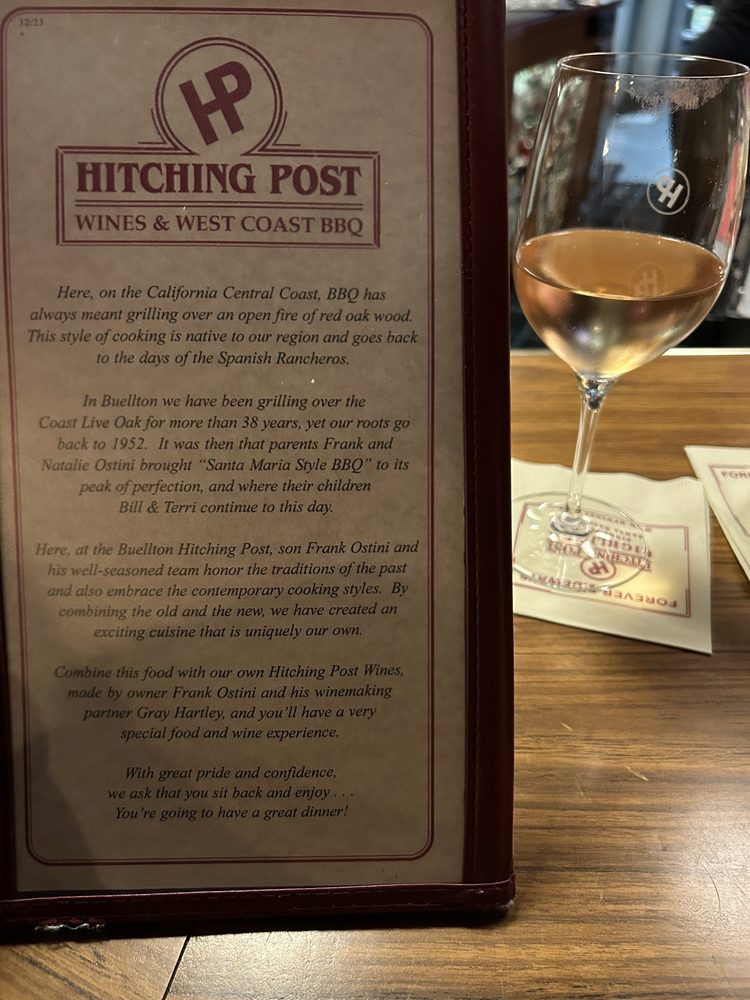 12/23
HP
HITCHING POST
WINES & WEST COAST BBQ
Here, on the California Central Coast, BBQ has
always meant grilling over an open fire of red oak wood.
This style of cooking is native to our region and goes back
to the days of the Spanish Rancheros.
In Buellton we have been grilling over the
Coast Live Oak for more than 38 years, yet our roots go
back to 1952. It was then that parents Frank and
Natalie Ostini brought “Santa Maria Style BBQ” to its
peak of perfection, and where their children
Bill & Terri continue to this day.
Here, at the Buellton Hitching Post, son Frank Ostini and
his well-seasoned team honor the traditions of the past
and also embrace the contemporary cooking styles. By
combining the old and the new, we have created an
exciting cuisine that is uniquely our own.
Combine this food with our own Hitching Post Wines,
made by owner Frank Ostini and his winemaking
partner Gray Hartley, and you’ll have a very
special food and wine experience.
With great pride and confidence,
we ask that you sit back and enjoy . . .
You’re going to have a great dinner!
HP
HP
FOREVER SIDEWAYS
HP
HITCHING POST
FORE